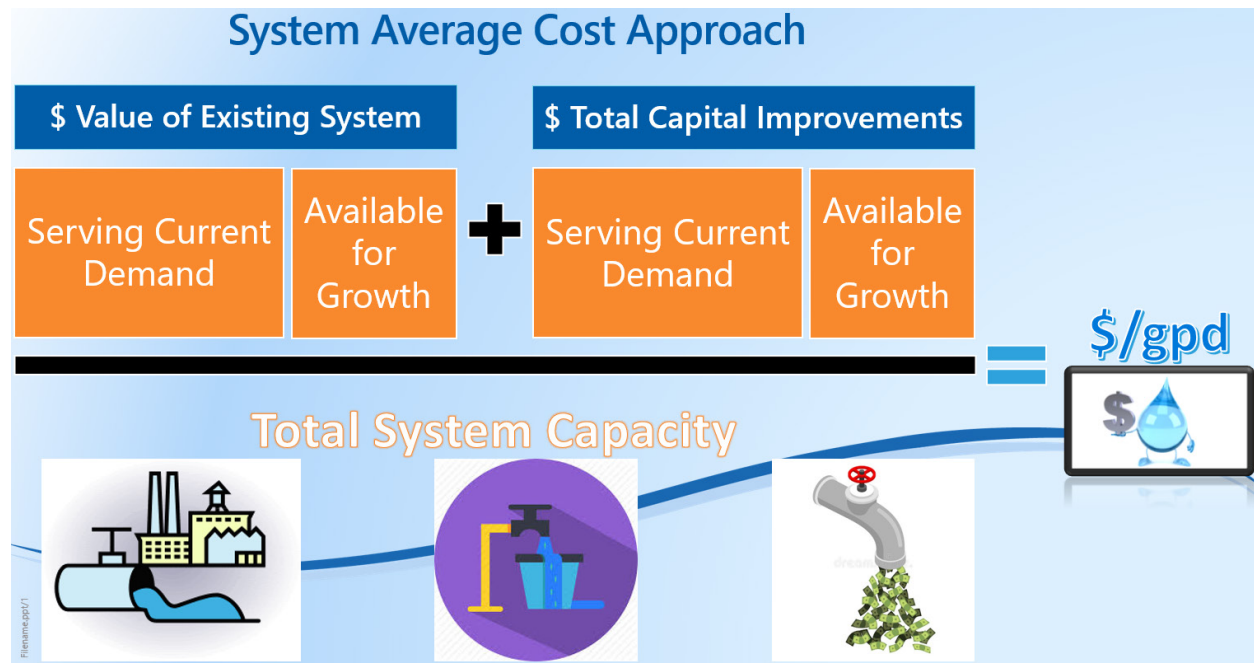 System Average Cost Approach
$ Value of Existing System
$ Total Capital Improvements
Serving Current
Demand
Available
for
Growth
Serving Current
Demand
Available
for
Growth
$/gpd
Total System Capacity
$
Filename.ppt/1